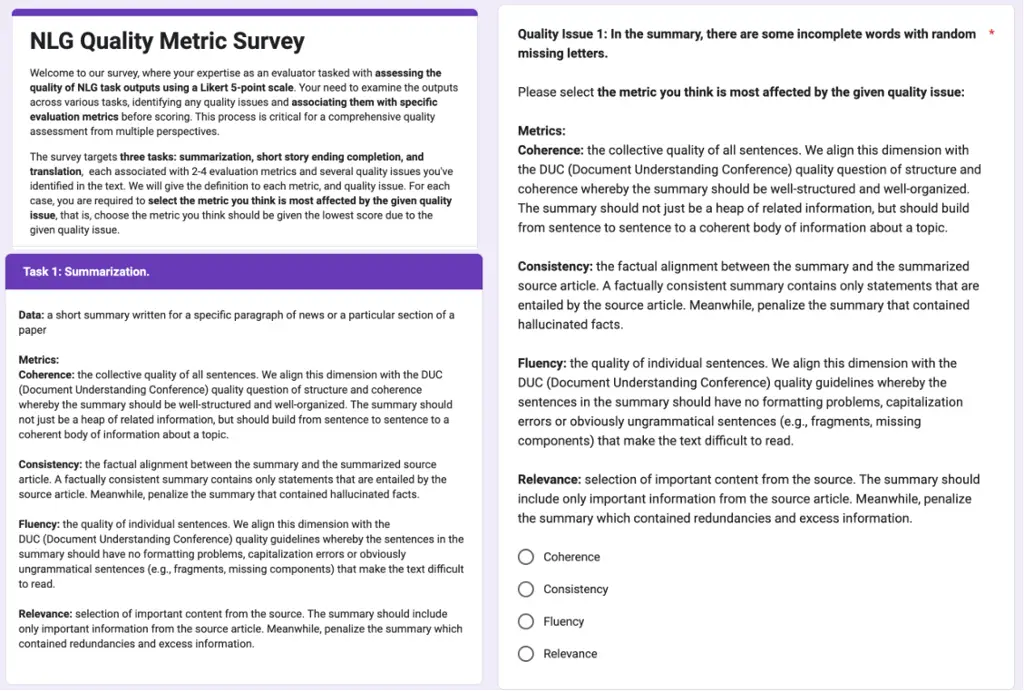 NLG Quality Metric Survey
Welcome to our survey, where your expertise as an evaluator tasked with assessing the
quality of NLG task outputs using a Likert 5-point scale. Your need to examine the outputs
across various tasks, identifying any quality issues and associating them with specific
evaluation metrics before scoring. This process is critical for a comprehensive quality
assessment from multiple perspectives.
The survey targets three tasks: summarization, short story ending completion, and
translation, each associated with 2-4 evaluation metrics and several quality issues you've
identified in the text. We will give the definition to each metric, and quality issue. For each
case, you are required to select the metric you think is most affected by the given quality
issue, that is, choose the metric you think should be given the lowest score due to the
given quality issue.
Task 1: Summarization.
Data: a short summary written for a specific paragraph of news or a particular section of a
paper
Metrics:
Coherence: the collective quality of all sentences. We align this dimension with the DUC
(Document Understanding Conference) quality question of structure and coherence
whereby the summary should be well-structured and well-organized. The summary should
not just be a heap of related information, but should build from sentence to sentence to a
coherent body of information about a topic.
Consistency: the factual alignment between the summary and the summarized source
article. A factually consistent summary contains only statements that are entailed by the
source article. Meanwhile, penalize the summary that contained hallucinated facts.
Fluency: the quality of individual sentences. We align this dimension with the
DUC (Document Understanding Conference) quality guidelines whereby the sentences in the
summary should have no formatting problems, capitalization errors or obviously
ungrammatical sentences (e.g., fragments, missing components) that make the text difficult
to read.
Relevance: selection of important content from the source. The summary should include
only important information from the source article. Meanwhile, penalize the summary which
contained redundancies and excess information.
Quality Issue 1: In the summary, there are some incomplete words with random *
missing letters.
Please select the metric you think is most affected by the given quality issue:
Metrics:
Coherence: the collective quality of all sentences. We align this dimension with
the DUC (Document Understanding Conference) quality question of structure and
coherence whereby the summary should be well-structured and well-organized.
The summary should not just be a heap of related information, but should build
from sentence to sentence to a coherent body of information about a topic.
Consistency: the factual alignment between the summary and the summarized
source article. A factually consistent summary contains only statements that are
entailed by the source article. Meanwhile, penalize the summary that contained
hallucinated facts.
Fluency: the quality of individual sentences. We align this dimension with the
DUC (Document Understanding Conference) quality guidelines whereby the
sentences in the summary should have no formatting problems, capitalization
errors or obviously ungrammatical sentences (e.g., fragments, missing
components) that make the text difficult to read.
Relevance: selection of important content from the source. The summary should
include only important information from the source article. Meanwhile, penalize
the summary which contained redundancies and excess information.
Coherence
Consistency
Fluency
Relevance